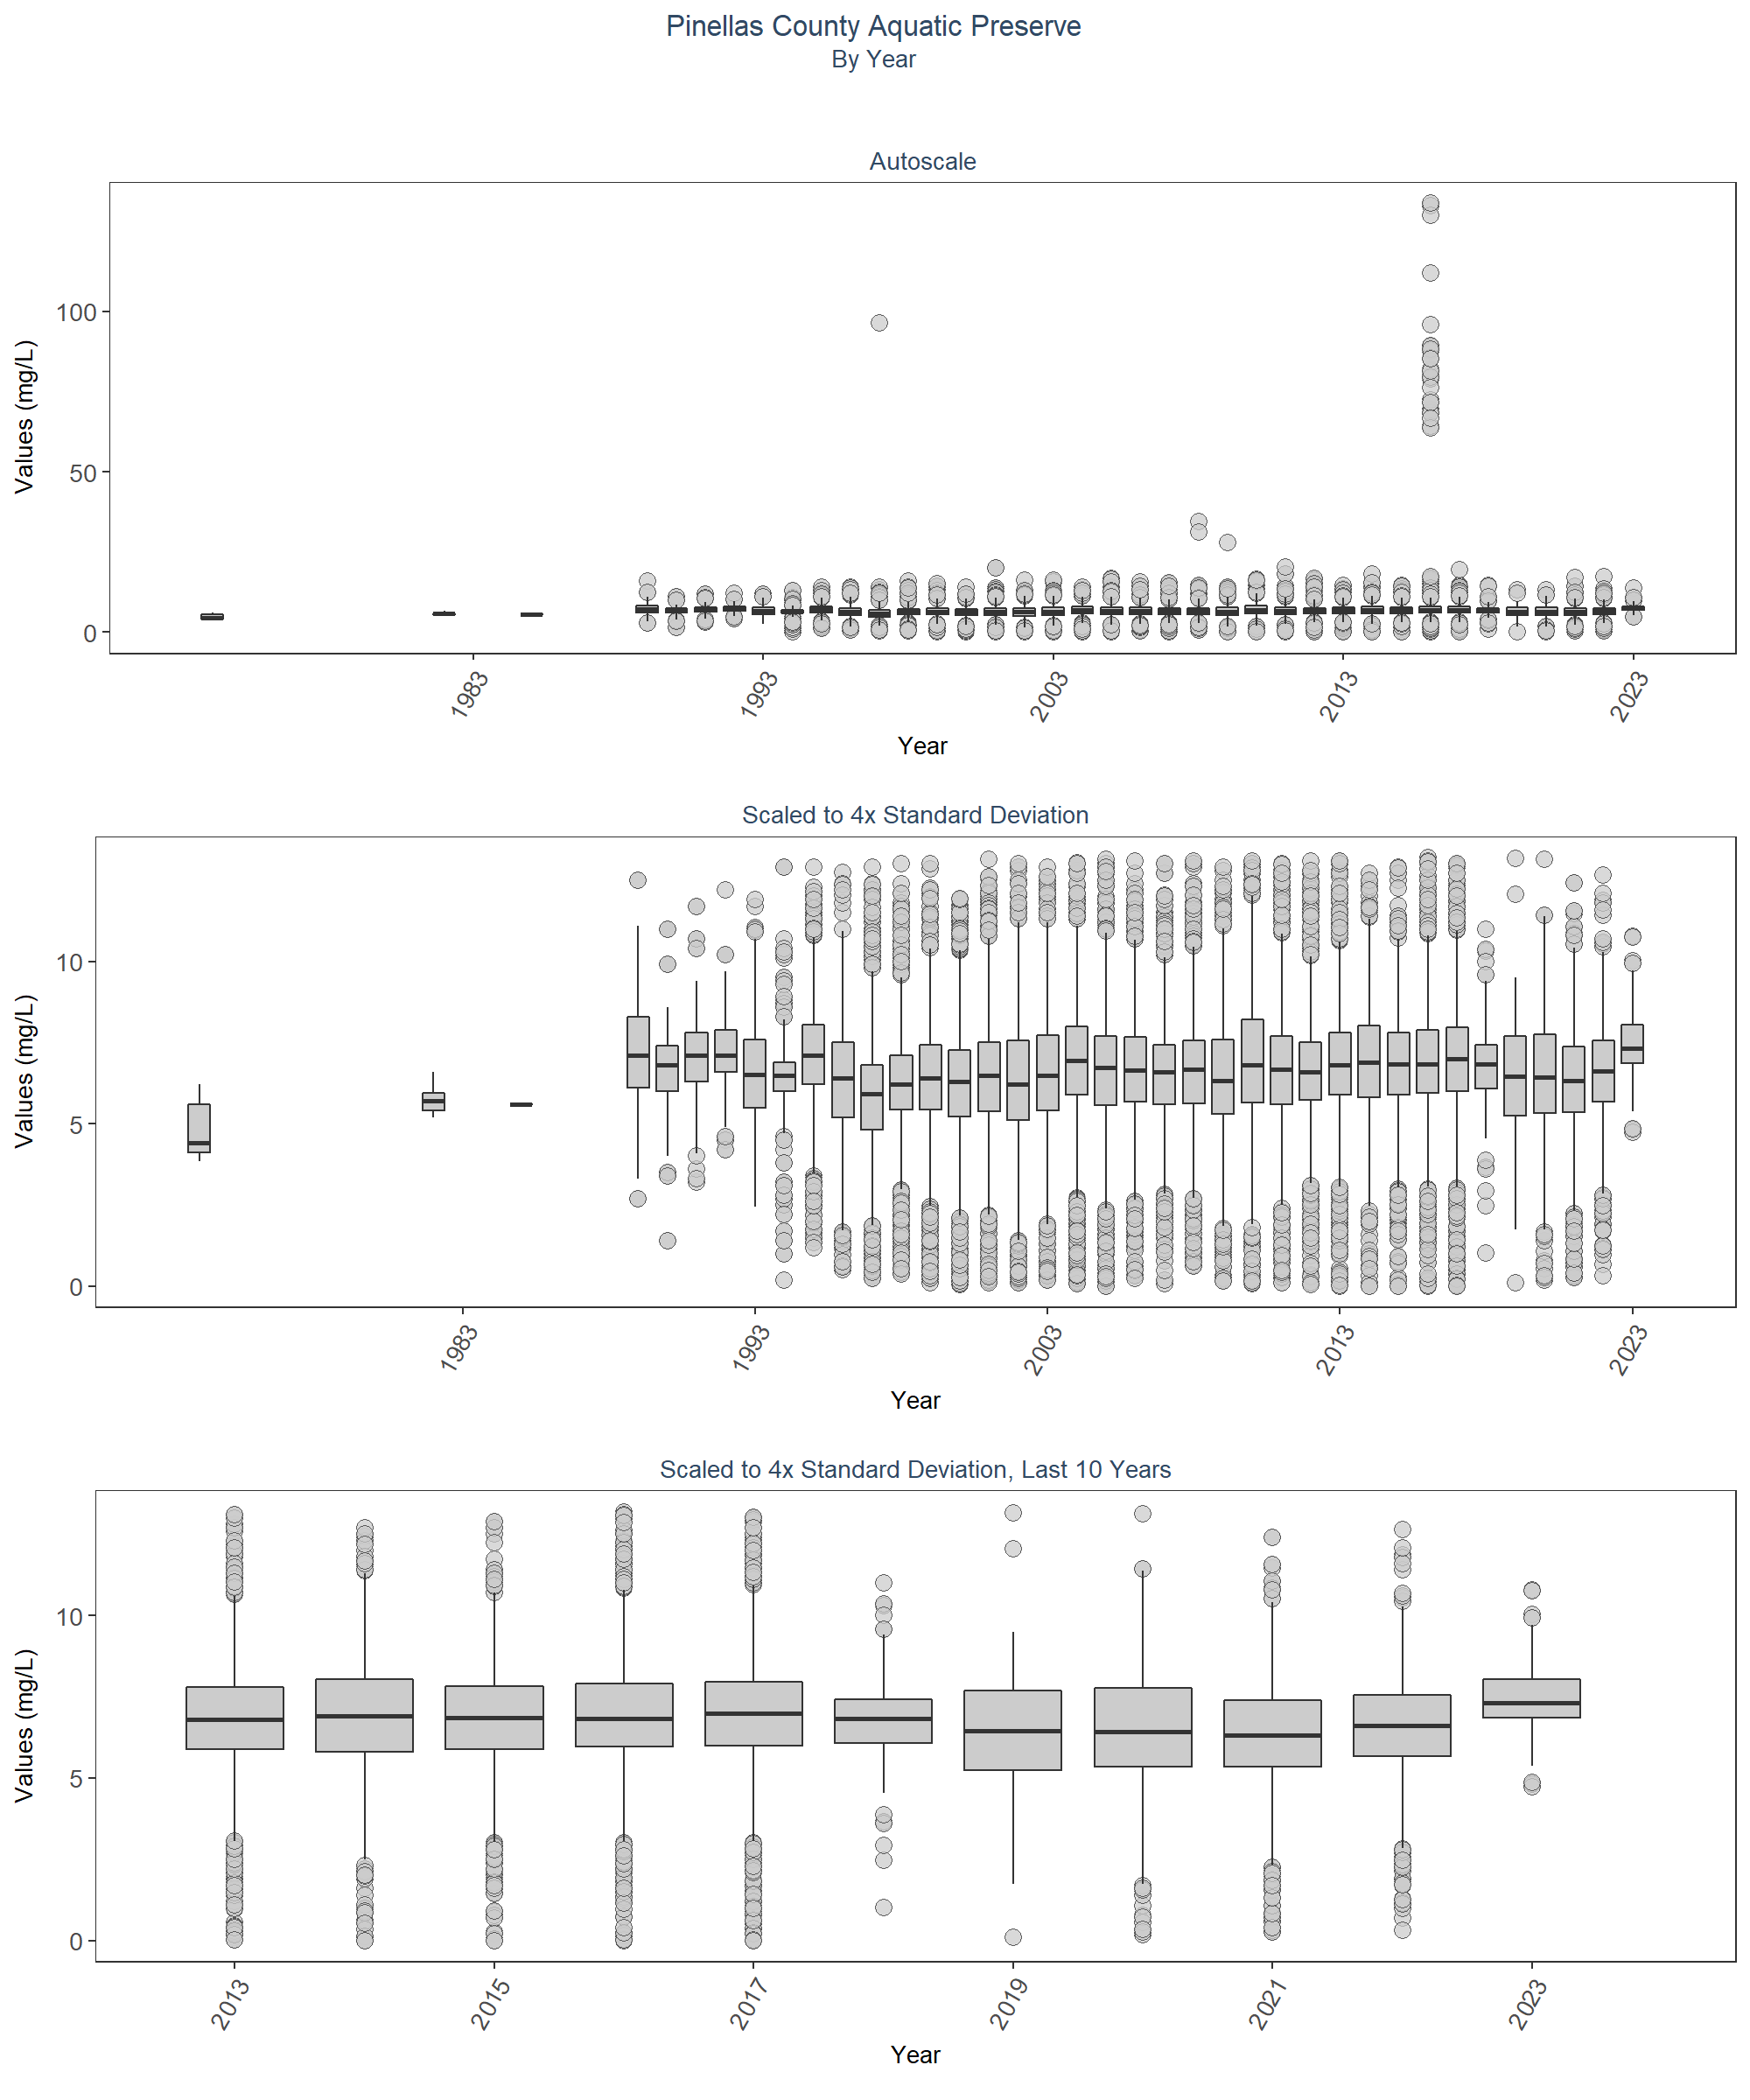 Pinellas County Aquatic Preserve
By Year
Autoscale
Values (mg/L)
100
50
0
1983
1993
2003
2013
2023
Year
Scaled to 4x Standard Deviation
Values (mg/L)
10
5
0
1983
1993
2003
2013
2023
Year
Scaled to 4x Standard Deviation, Last 10 Years
Values (mg/L)
10
5
0
2013
2015
2017
2019
2021
2023
Year